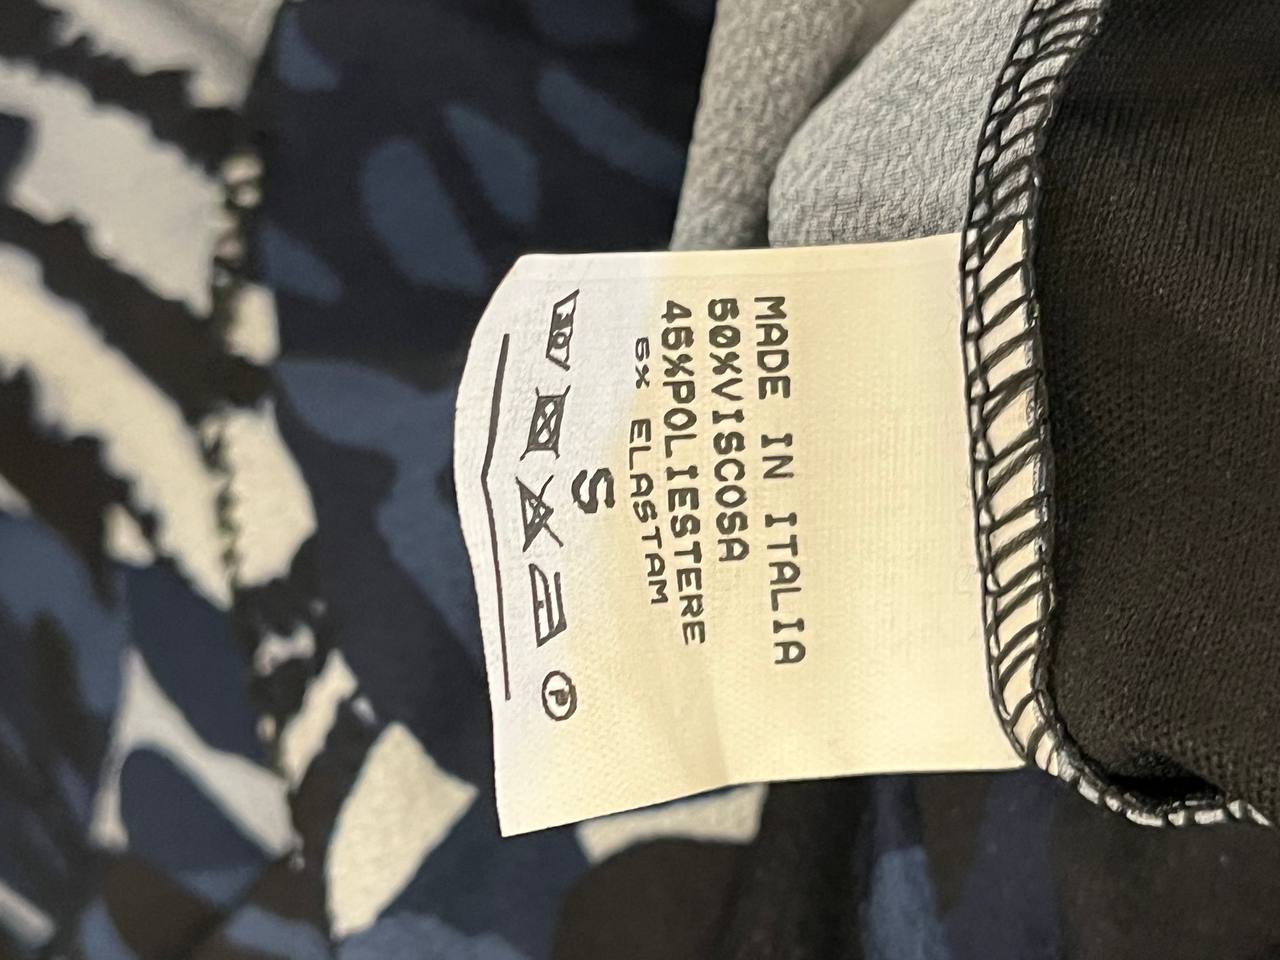 MADE IN ITALIA
50%VISCOSA
45%POLIESTERE
5% ELASTAM
S
P